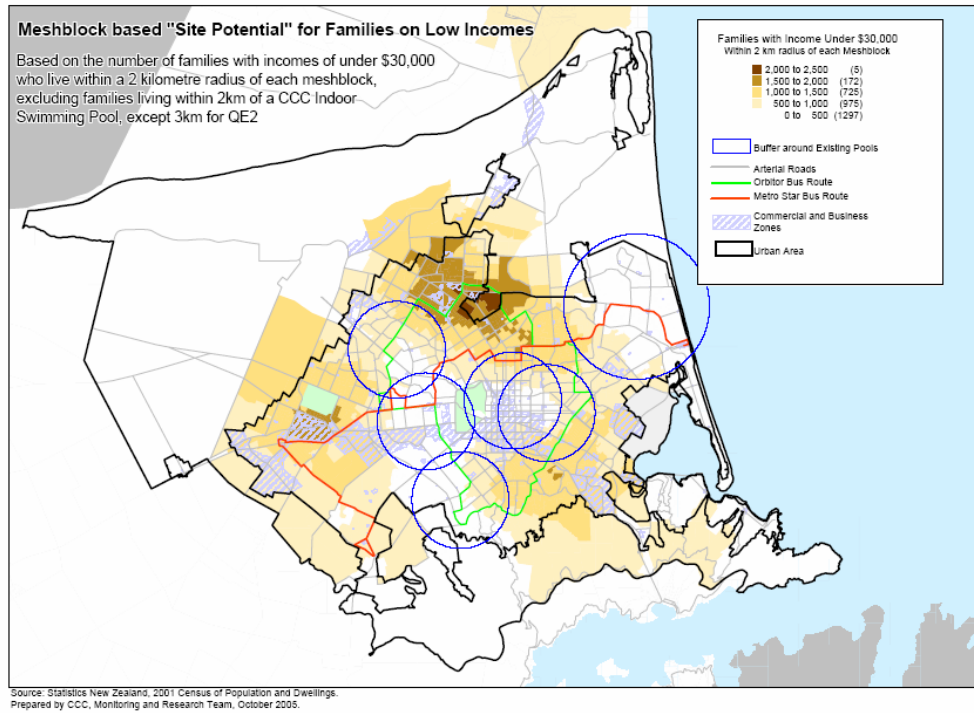 Meshblock based "Site Potential" for Families on Low Incomes
Based on the number of families with incomes of under $30,000
who live within a 2 kilometre radius of each meshblock,
excluding families living within 2km of a CCC Indoor
Swimming Pool, except 3km for QE2
Families with Income Under $30,000
Within 2 km radius of each Meshblock
2,000 to 2,500 (5)
1,500 to 2,000 (172)
1,000 to 1,500 (725)
500 to 1,000 (975)
0 to 500 (1297)
Buffer around Existing Pools
Arterial Roads
Orbitor Bus Route
Metro Star Bus Route
Commercial and Business
Zones
Urban Area
Source: Statistics New Zealand, 2001 Census of Population and Dwellings.
Prepared by CCC, Monitoring and Research Team, October 2005.